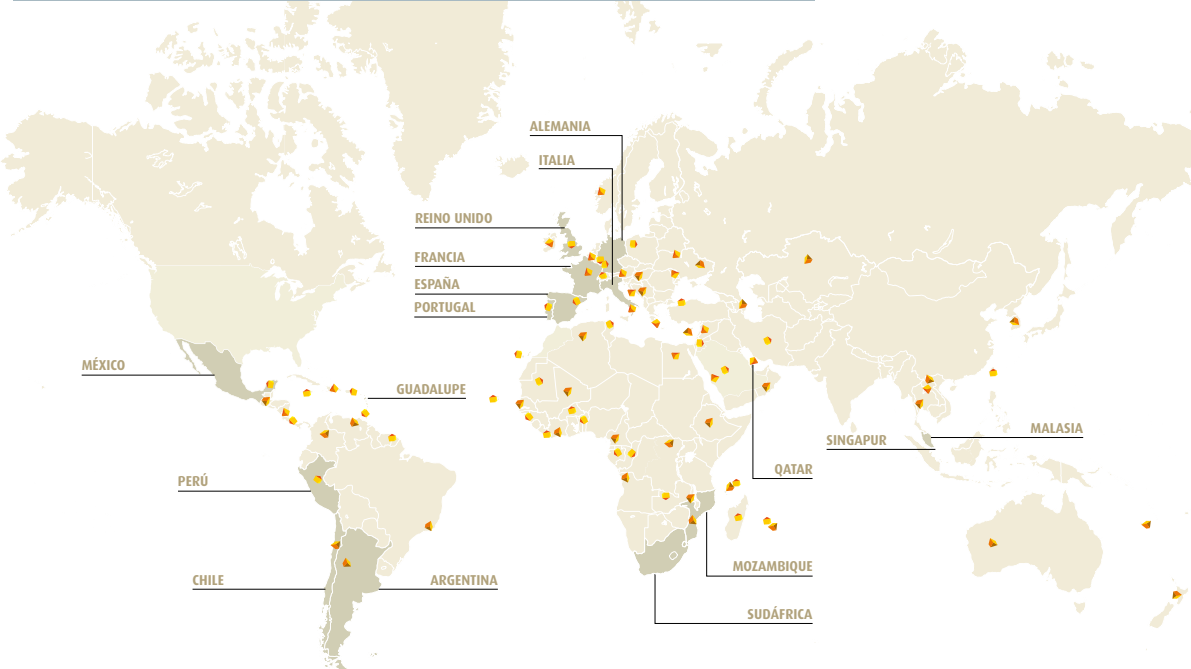 ALEMANIA
ITALIA
REINO UNIDO
FRANCIA
ESPAÑA
PORTUGAL
MÉXICO
GUADALUPE
MALASIA
SINGAPUR
QATAR
PERÚ
MOZAMBIQUE
CHILE
ARGENTINA
SUDÁFRICA